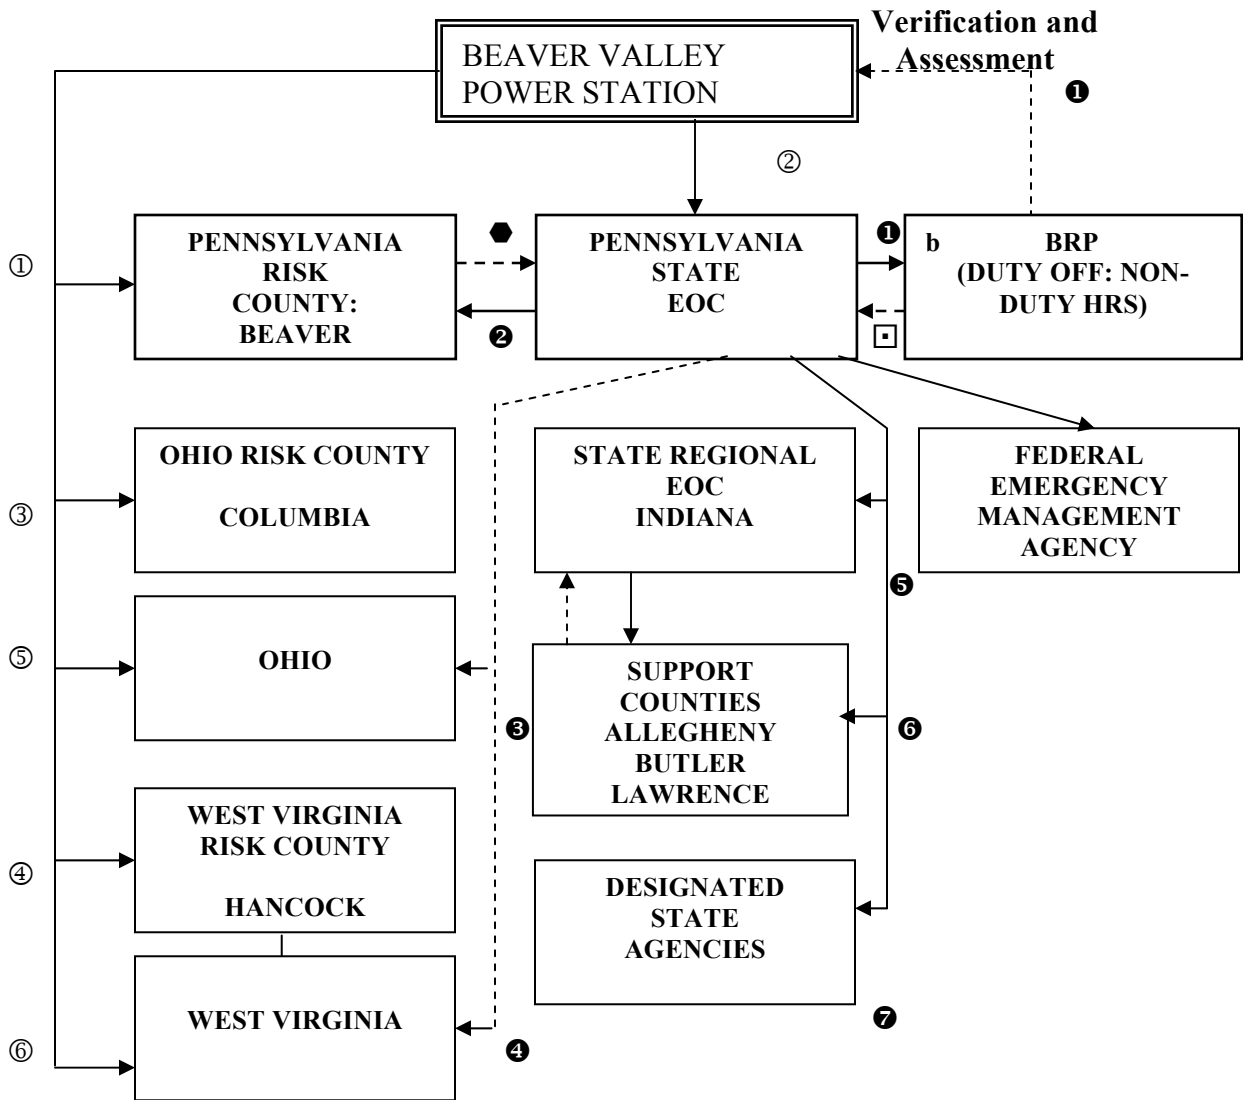 Verification and
Assessment
BEAVER VALLEY
POWER STATION
❶
②
①
PENNSYLVANIA
RISK
COUNTY:
BEAVER
❷
PENNSYLVANIA
STATE
EOC
❶
b BRP
(DUTY OFF: NON-
DUTY HRS)
③
OHIO RISK COUNTY
COLUMBIA
STATE REGIONAL
EOC
INDIANA
FEDERAL
EMERGENCY
MANAGEMENT
AGENCY
❺
⑤
OHIO
❸
SUPPORT
COUNTIES
ALLEGHENY
BUTLER
LAWRENCE
❻
④
WEST VIRGINIA
RISK COUNTY
HANCOCK
DESIGNATED
STATE
AGENCIES
❼
⑥
WEST VIRGINIA
❹